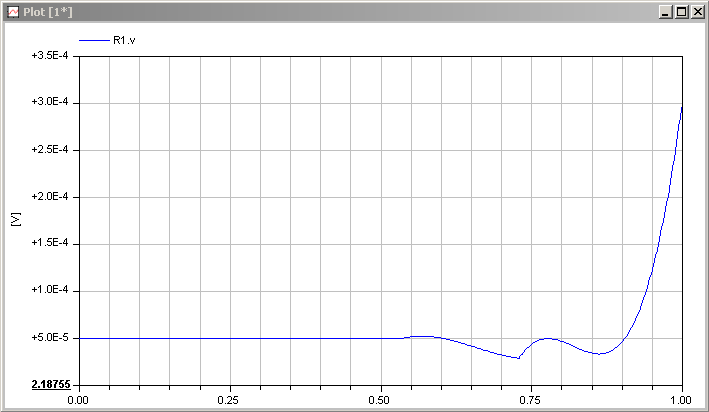 Plot [1*]
R1.v
+3.5E-4
+3.0E-4
+2.5E-4
+2.0E-4
+1.5E-4
+1.0E-4
+5.0E-5
2.18755
[V]
0.00 0.25 0.50 0.75 1.00